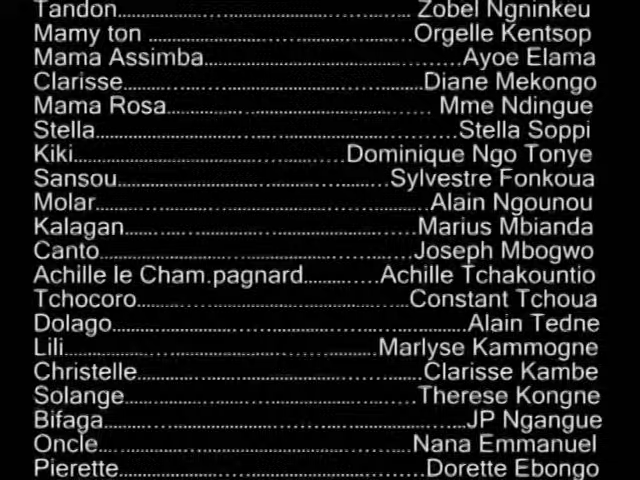 Tandon.................................................. Zobel Ngninkeu
Mamy ton ............................................Orgelle Kentsop
Mama Assimba...........................................Ayoe Elama
Clarisse..................................................Diane Mekongo
Mama Rosa............................................ Mme Ndingue
Stella............................................................Stella Soppi
Kiki.............................................Dominique Ngo Tonye
Sansou..............................................Sylvestre Fonkoua
Molar........................................................Alain Ngounou
Kalagan.................................................Marius Mbianda
Canto....................................................Joseph Mbogwo
Achille le Cham.pagnard.............Achille Tchakountio
Tchocoro.............................................Constant Tchoua
Dolago............................................................Alain Tedne
Lili....................................................Marlyse Kammogne
Christelle................................................Clarisse Kambe
Solange.................................................Therese Kongne
Bifaga............................................................JP Ngangue
Oncle.....................................................Nana Emmanuel
Pierette....................................................Dorette Ebongo